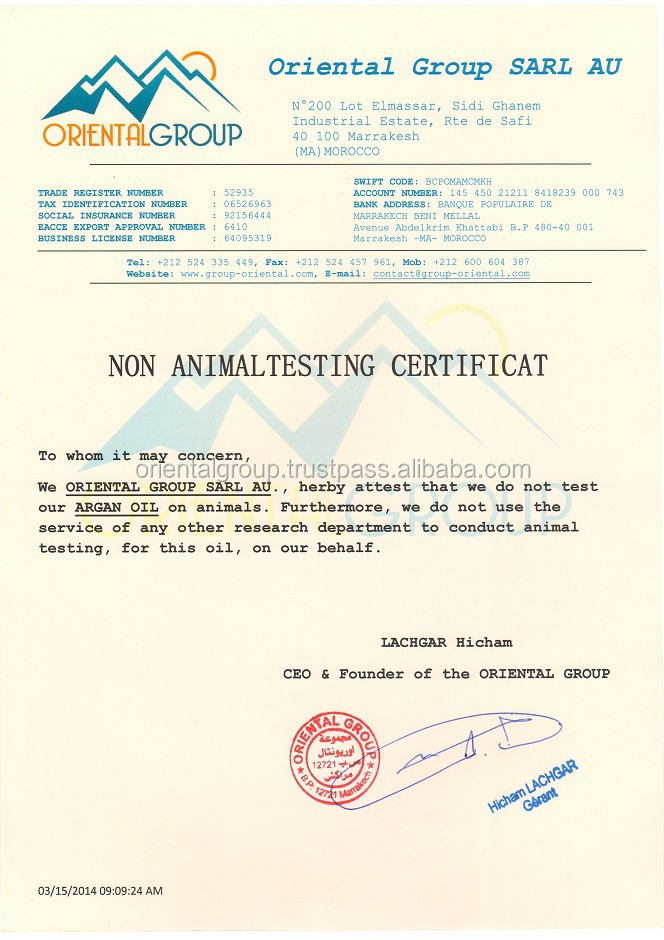 Oriental Group SARL AU
ORIENTALGROUP
N°200 Lot Elmassar, Sidi Ghanem
Industrial Estate, Rte de Safi
40 100 Marrakesh
(MA)MOROCCO
TRADE REGISTER NUMBER : 52935
TAX IDENTIFICATION NUMBER : 06526963
SOCIAL INSURANCE NUMBER : 92156444
EACCE EXPORT APPROVAL NUMBER : 6410
BUSINESS LICENSE NUMBER : 64095319
SWIFT CODE: BCPOMAMCMKH
ACCOUNT NUMBER: 145 450 21211 8418239 000 743
BANK ADDRESS: BANQUE POPULAIRE DE
MARRAKECH BENI MELLAL
Avenue Abdelkrim Khattabi B.P 480-40 001
Marrakesh -MA- MOROCCO
Tel: +212 524 335 449, Fax: +212 524 457 961, Mob: +212 600 604 387
Website: www.group-oriental.com, E-mail: contact@group-oriental.com
NON ANIMALTESTING CERTIFICAT
To whom it may concern,
orientalgroup.trustpass.alibaba.com
We ORIENTAL GROUP SARL AU., herby attest that we do not test
our ARGAN OIL on animals. Furthermore, we do not use the
service of any other research department to conduct animal
testing, for this oil, on our behalf.
ORIENTALGROUP
LACHGAR Hicham
CEO & Founder of the ORIENTAL GROUP
ORIENTAL GROUP
مجموعة
اوريونتال
ص.ب 12721
مراكش
B.P. 12721 Marrakech
Hicham LACHGAR
Gérant
03/15/2014 09:09:24 AM